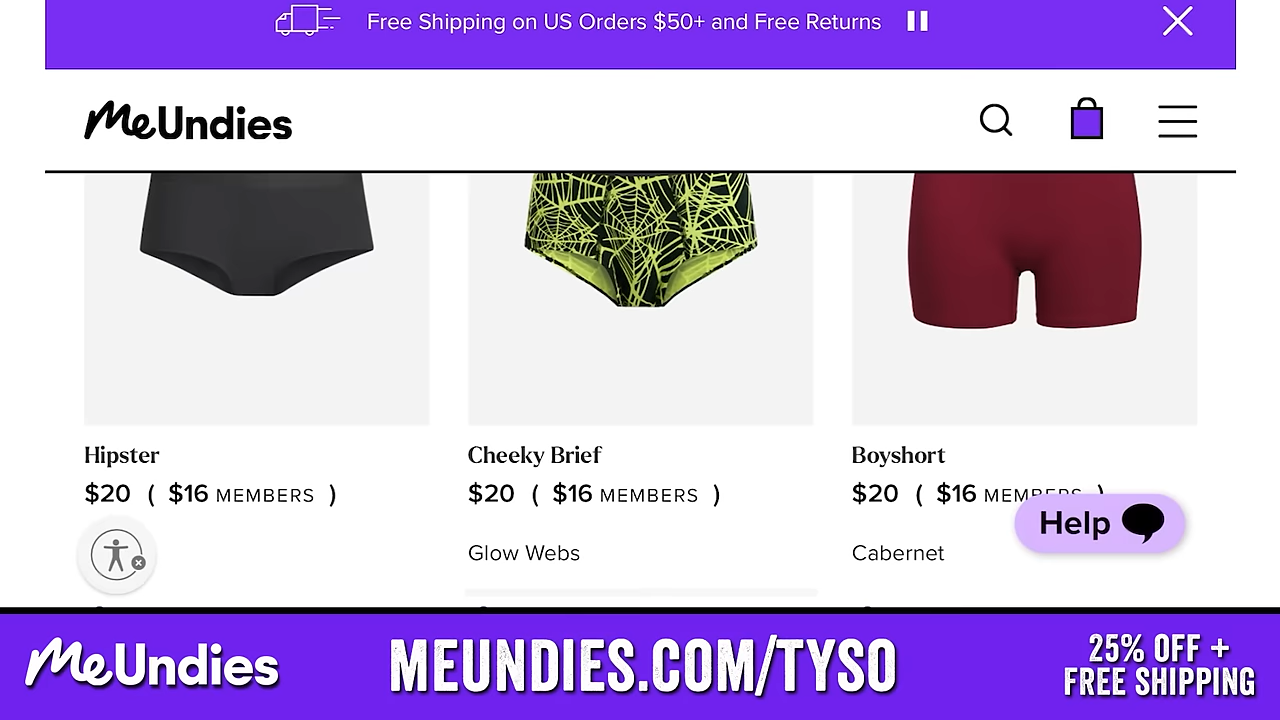 Free Shipping on US Orders $50+ and Free Returns
MeUndies
Hipster
$20 ( $16 MEMBERS )
Cheeky Brief
$20 ( $16 MEMBERS )
Glow Webs
Boyshort
$20 ( $16 MEMBERS )
Cabernet
Help
MeUndies
MEUNDIES.COM/TYSO
25% OFF +
FREE SHIPPING